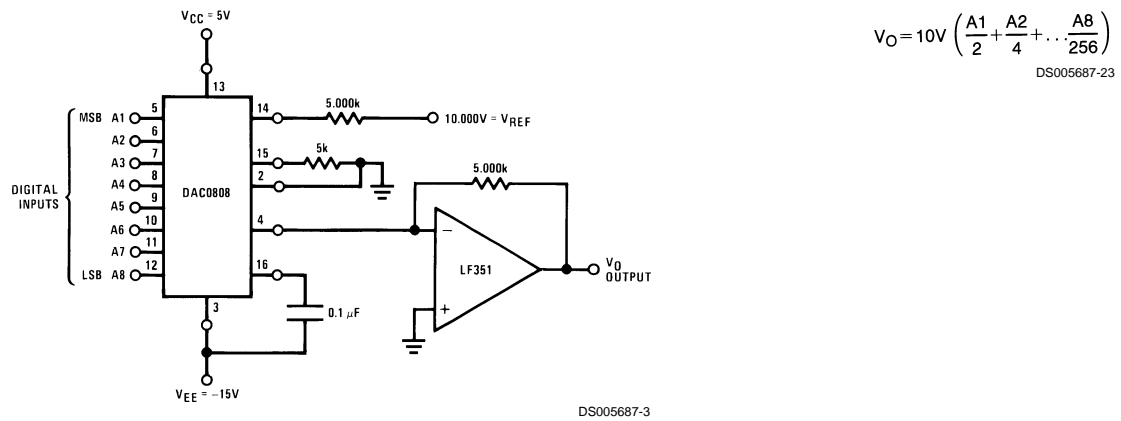 VCC = 5V
13
MSB A1 5
A2 6
A3 7
A4 8
A5 9
A6 10
A7 11
LSB A8 12
DIGITAL
INPUTS
DAC0808
14
5.000k
10.000V = VREF
15
5k
2
4
16
0.1 μF
3
VEE = -15V
5.000k
−
LF351
+
VO
OUTPUT
DS005687-3
VO = 10V (A1/2 + A2/4 + ... A8/256)
DS005687-23